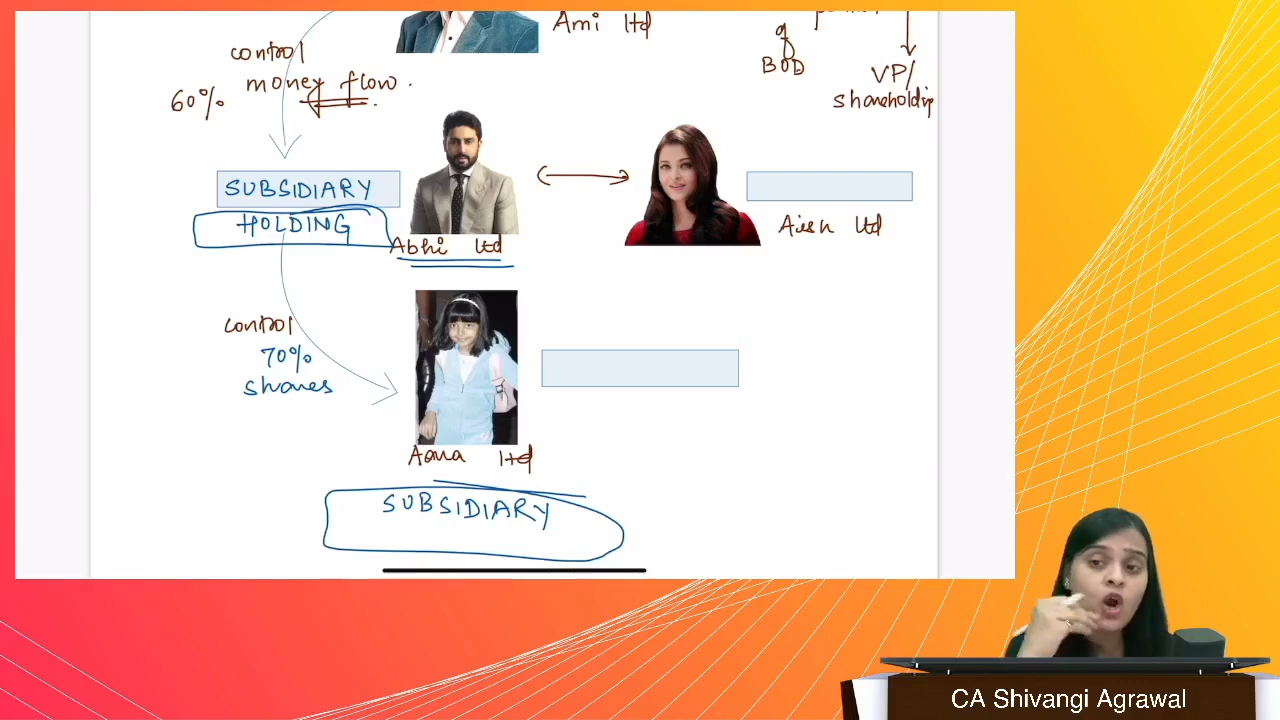 Ami ltd
control
money flow.
60%
of
BOD
VP/
shareholding
SUBSIDIARY
HOLDING
Abhi ltd
Aish ltd
control
70%
shares
Aara ltd
SUBSIDIARY
CA Shivangi Agrawal